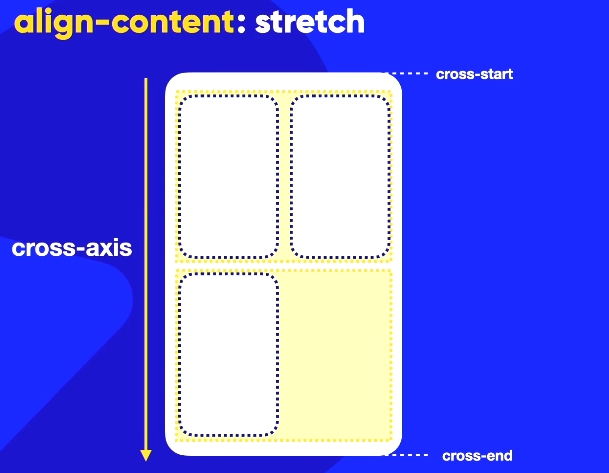 align-content: stretch
cross-start
cross-axis
cross-end